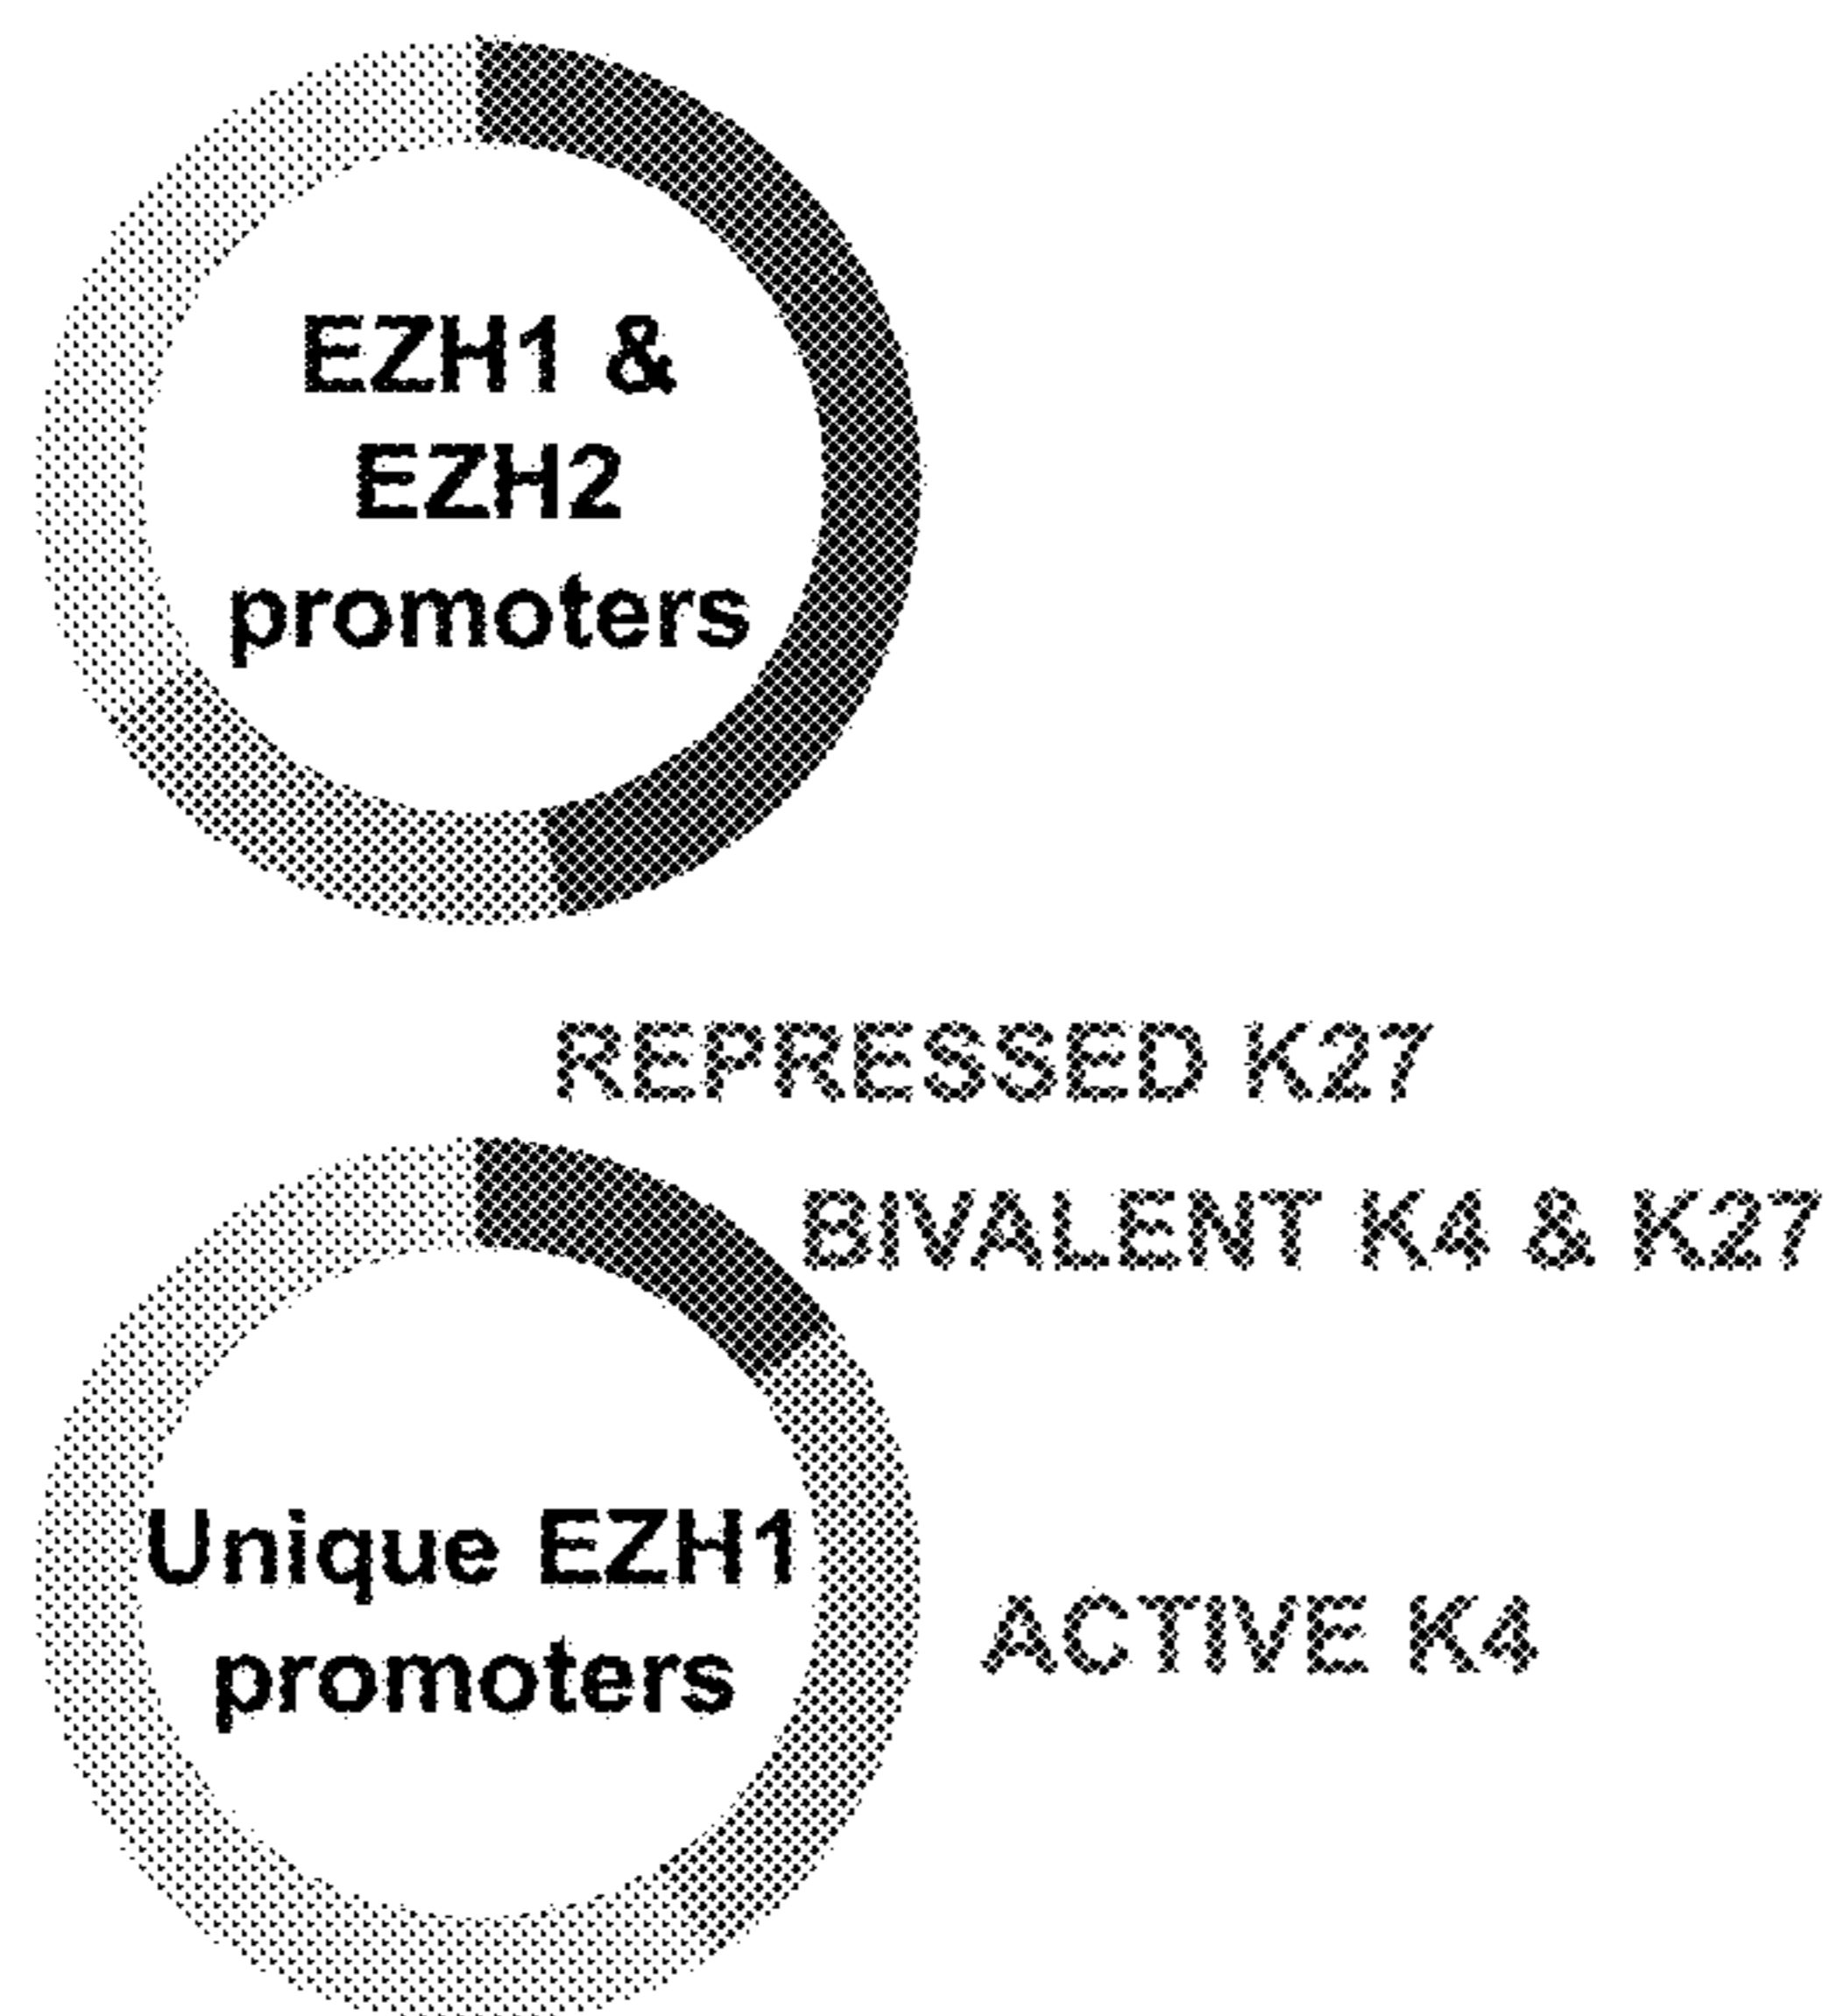 EZH1 &
EZH2
promoters
REPRESSED K27
BIVALENT K4 & K27
Unique EZH1
promoters
ACTIVE K4